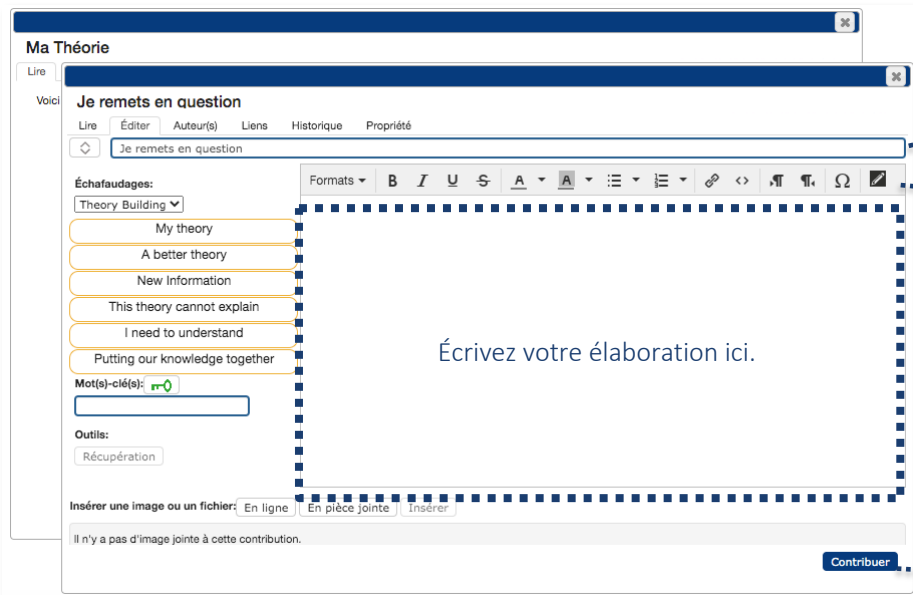 Ma Théorie
Lire
Voici
Je remets en question
Lire Éditer Auteur(s) Liens Historique Propriété
Je remets en question
Échafaudages:
Formats B I U S A A Ω
Theory Building
My theory
A better theory
New Information
This theory cannot explain
I need to understand
Putting our knowledge together
Écrivez votre élaboration ici.
Mot(s)-clé(s):
Outils:
Récupération
Insérer une image ou un fichier: En ligne En pièce jointe Insérer
Il n'y a pas d'image jointe à cette contribution.
Contribuer